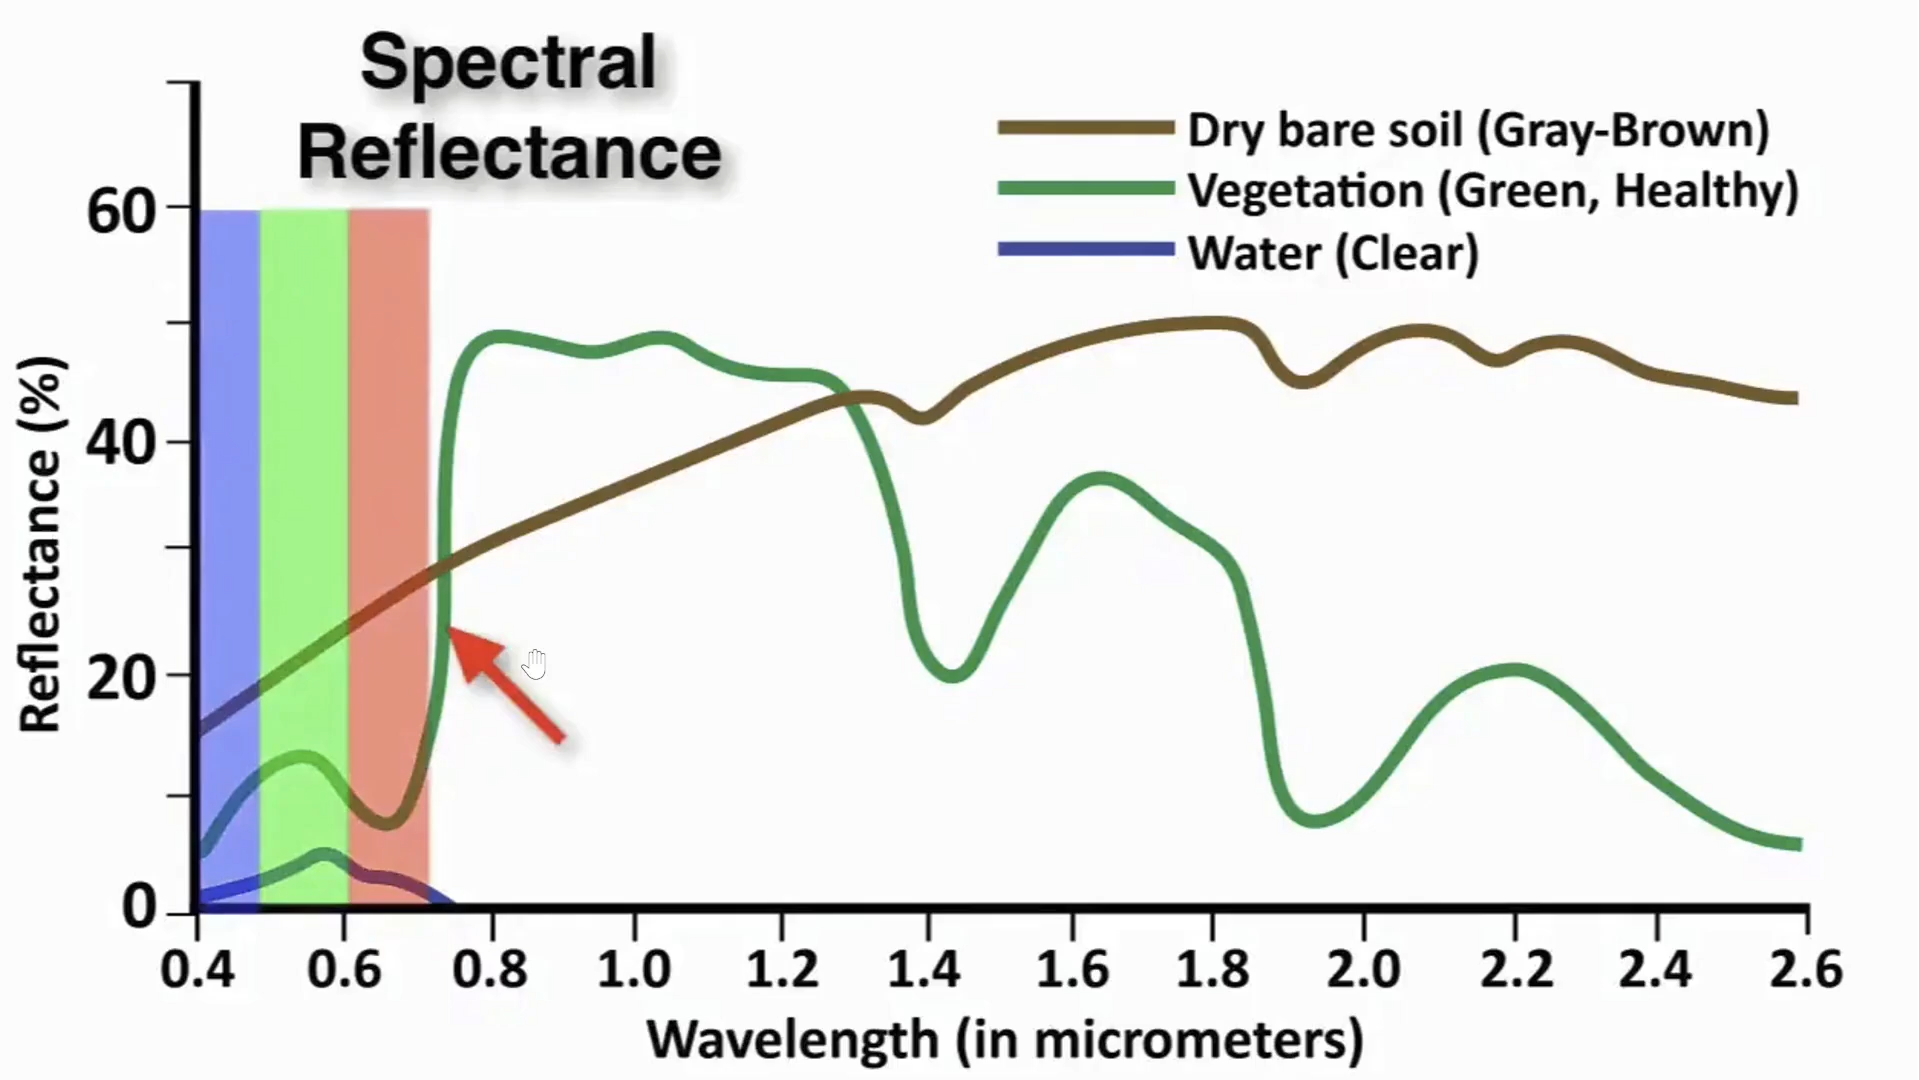 Spectral
Reflectance
Dry bare soil (Gray-Brown)
Vegetation (Green, Healthy)
Water (Clear)
60
40
20
0
Reflectance (%)
0.4 0.6 0.8 1.0 1.2 1.4 1.6 1.8 2.0 2.2 2.4 2.6
Wavelength (in micrometers)